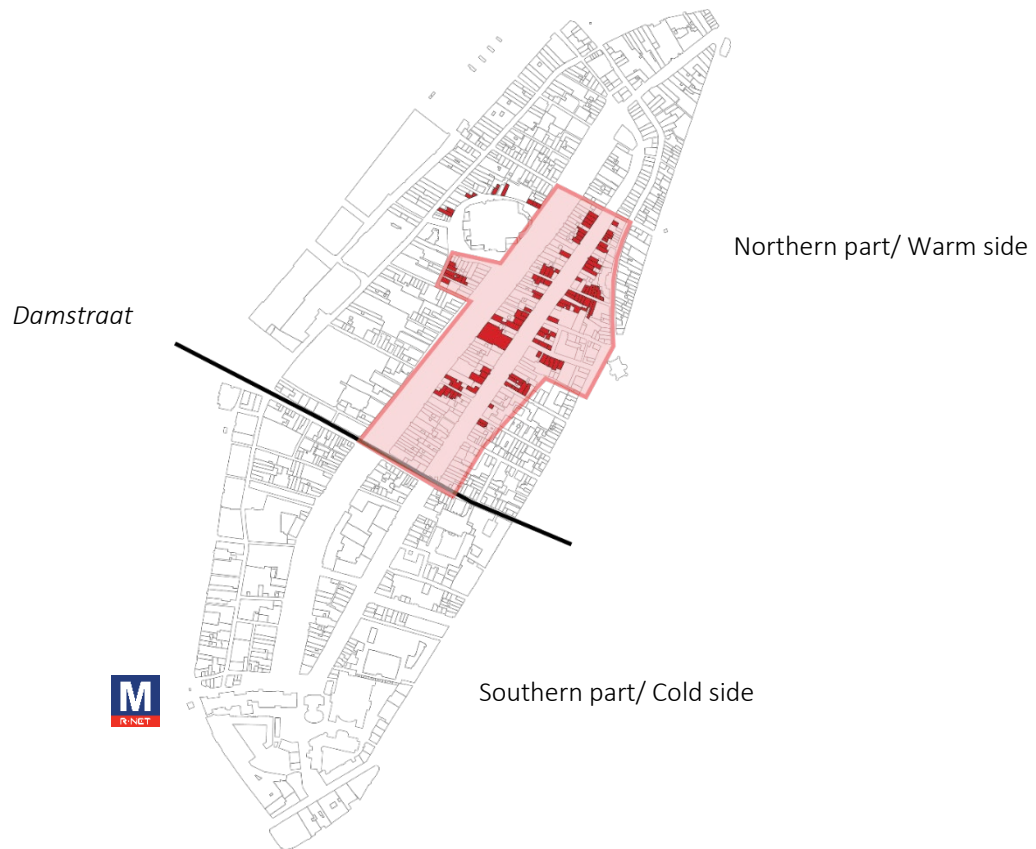 Northern part/ Warm side
Damstraat
M
R·NET
Southern part/ Cold side